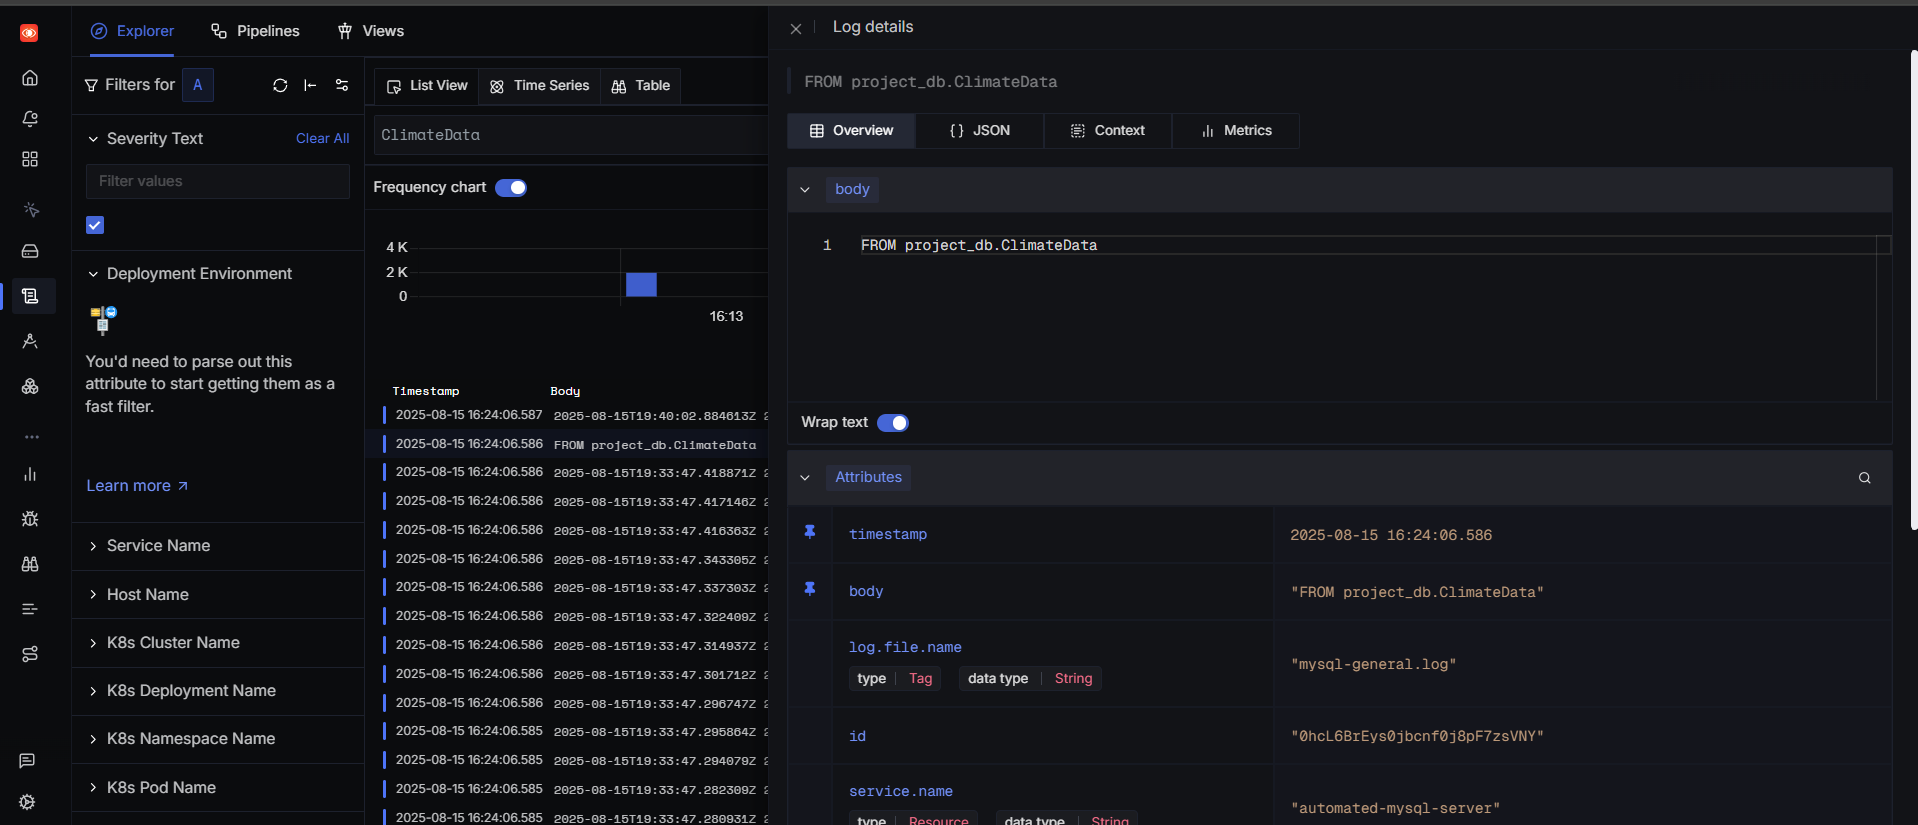 Explorer
Pipelines
Views
Filters for A
Severity Text
Clear All
Filter values
Deployment Environment
You'd need to parse out this
attribute to start getting them as a
fast filter.
Learn more
Service Name
Host Name
K8s Cluster Name
K8s Deployment Name
K8s Namespace Name
K8s Pod Name
List View
Time Series
Table
ClimateData
Frequency chart
4 K
2 K
0
16:13
Timestamp Body
2025-08-15 16:24:06.587 2025-08-15T19:40:02.884613Z
2025-08-15 16:24:06.586 FROM project_db.ClimateData
2025-08-15 16:24:06.586 2025-08-15T19:33:47.418871Z
2025-08-15 16:24:06.586 2025-08-15T19:33:47.417146Z
2025-08-15 16:24:06.586 2025-08-15T19:33:47.416363Z
2025-08-15 16:24:06.586 2025-08-15T19:33:47.343305Z
2025-08-15 16:24:06.586 2025-08-15T19:33:47.337303Z
2025-08-15 16:24:06.586 2025-08-15T19:33:47.322409Z
2025-08-15 16:24:06.586 2025-08-15T19:33:47.314937Z
2025-08-15 16:24:06.586 2025-08-15T19:33:47.301712Z
2025-08-15 16:24:06.586 2025-08-15T19:33:47.296747Z
2025-08-15 16:24:06.585 2025-08-15T19:33:47.295864Z
2025-08-15 16:24:06.585 2025-08-15T19:33:47.294079Z
2025-08-15 16:24:06.585 2025-08-15T19:33:47.282309Z
2025-08-15 16:24:06.585 2025-08-15T19:33:47.280931Z
Log details
FROM project_db.ClimateData
Overview
JSON
Context
Metrics
body
1 FROM project_db.ClimateData
Wrap text
Attributes
timestamp 2025-08-15 16:24:06.586
body "FROM project_db.ClimateData"
log.file.name
type Tag data type String
"mysql-general.log"
id "0hcL6BrEys0jbcnf0j8pF7zsVNY"
service.name
type Resource data type String
"automated-mysql-server"